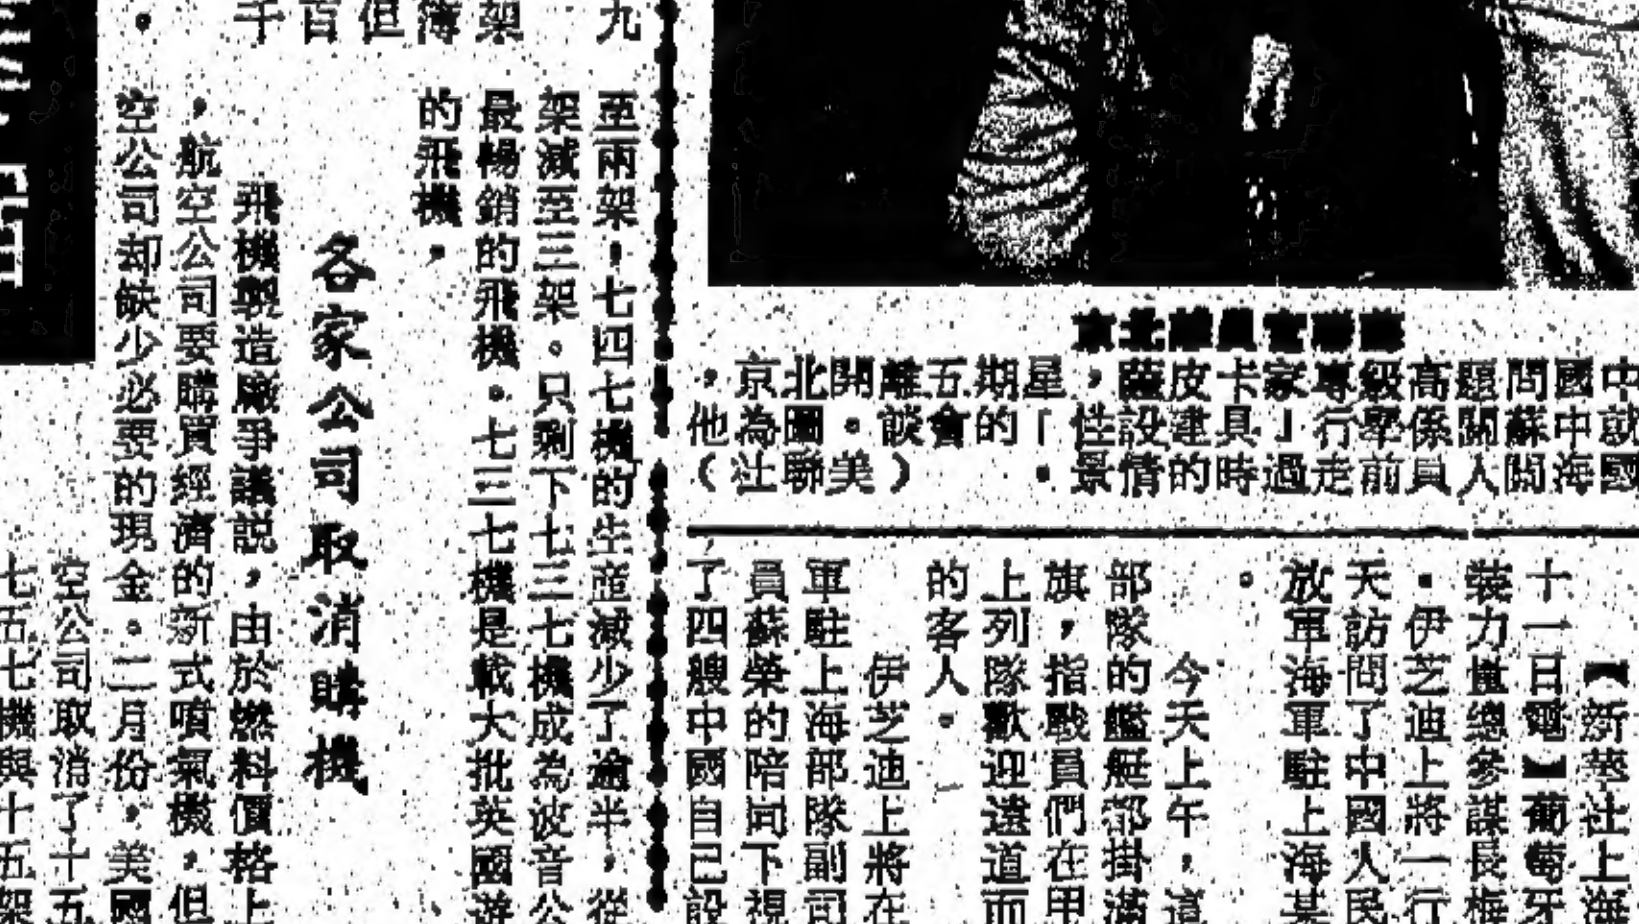 九
架
簿
但
百
千
。
至兩架，七四七機的生產減少了逾半，從
架減至三架。只剩下七三七機成為波音公
最暢銷的飛機。七三七機是載大批英國遊
的飛機。
各家公司取消購機
飛機製造廠爭議説，由於燃料價格上
，航空公司要購買經濟的新式噴氣機，但
空公司却缺少必要的現金。二月份，美國
空公司取消了十五
七五七機與十五架
中國問題高級專家卡皮薩，星期五離開北京，
就中蘇關係舉行」具建設性「的會談。圖為他
國海關人員前走過時的情景．（美聯社）
【新華社上海
十一日電】葡萄牙
裝力量總參謀長梅
．伊芝迪上將一行
天訪問了中國人民
放軍海軍駐上海某
。
今天上午，這
部隊的艦艇都掛滿
旗，指戰員們在甲
上列隊歡迎遠道而
的客人。
伊芝迪上將在
軍駐上海部隊副司
員蘇榮的陪同下視
了四艘中國自己設